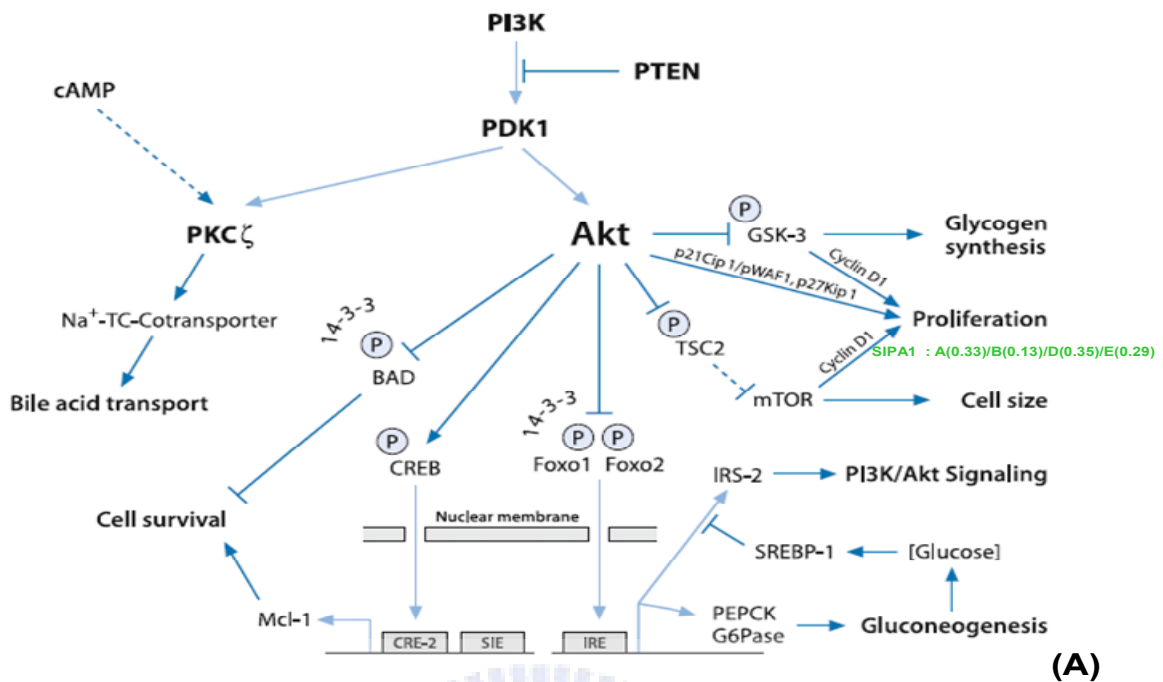 PI3K
PTEN
cAMP
PDK1
PKCζ
Akt
P
GSK-3
Glycogen
synthesis
Cyclin D1
p21Cip1/pWAF1, p27Kip1
Na⁺-TC-Cotransporter
14-3-3
P
BAD
P
TSC2
Cyclin D1
Proliferation
SIPA1 : A(0.33)/B(0.13)/D(0.35)/E(0.29)
Bile acid transport
mTOR
Cell size
14-3-3
P
CREB
P P
Foxo1 Foxo2
IRS-2
PI3K/Akt Signaling
Cell survival
Nuclear membrane
SREBP-1
[Glucose]
Mcl-1
PEPCK
G6Pase
Gluconeogenesis
CRE-2
SIE
IRE
(A)